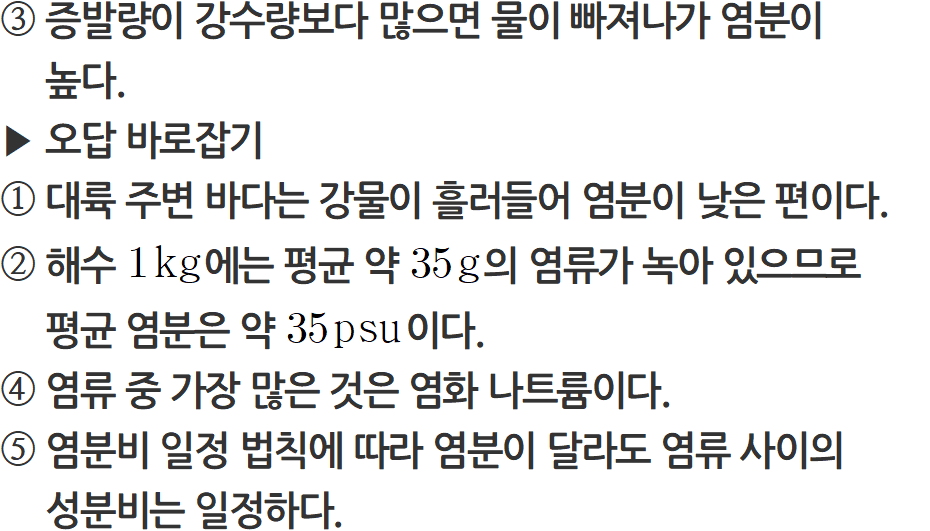 ③ 증발량이 강수량보다 많으면 물이 빠져나가 염분이
높다.
▶ 오답 바로잡기
① 대륙 주변 바다는 강물이 흘러들어 염분이 낮은 편이다.
② 해수 1kg에는 평균 약 35g의 염류가 녹아 있으므로
평균 염분은 약 35psu이다.
④ 염류 중 가장 많은 것은 염화 나트륨이다.
⑤ 염분비 일정 법칙에 따라 염분이 달라도 염류 사이의
성분비는 일정하다.